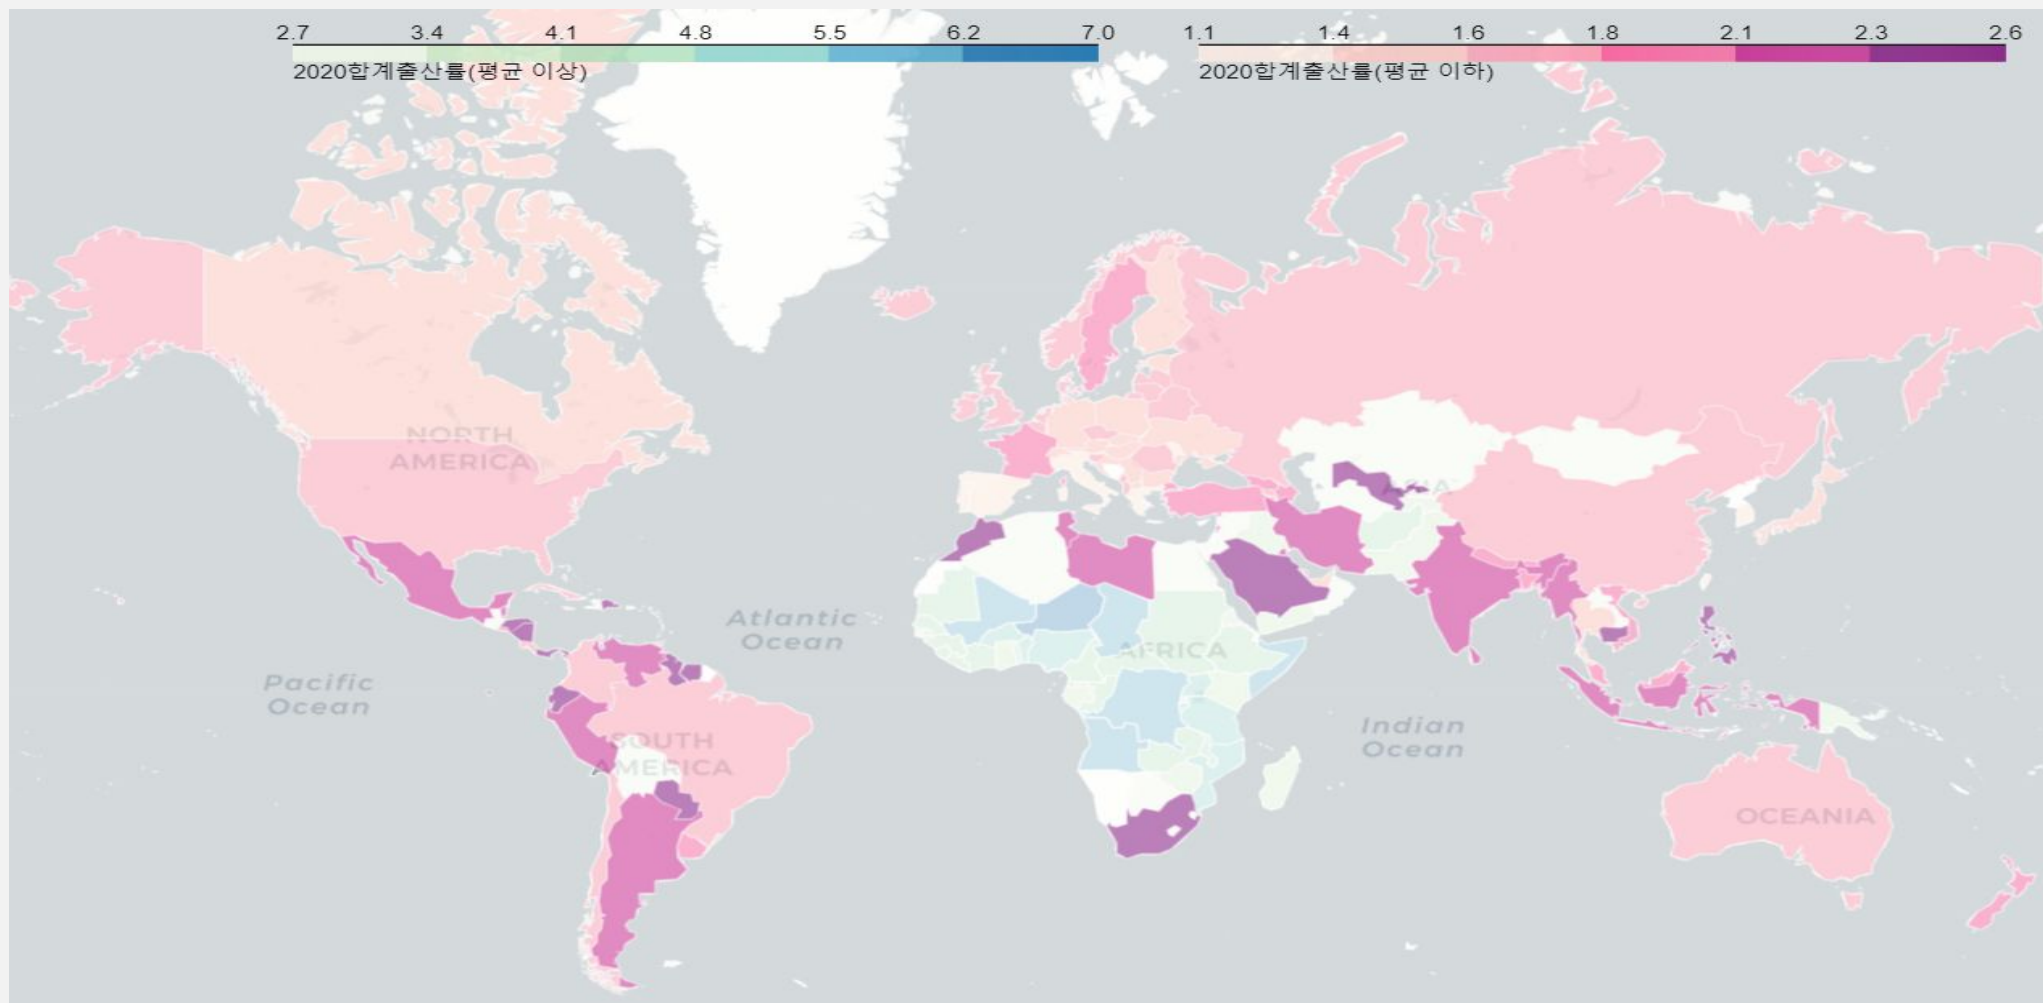 2.7 3.4 4.1 4.8 5.5 6.2 7.0
2020합계출산률(평균 이상)
1.1 1.4 1.6 1.8 2.1 2.3 2.6
2020합계출산률(평균 이하)
NORTH
AMERICA
ASIA
Atlantic
Ocean
AFRICA
Pacific
Ocean
SOUTH
AMERICA
Indian
Ocean
OCEANIA